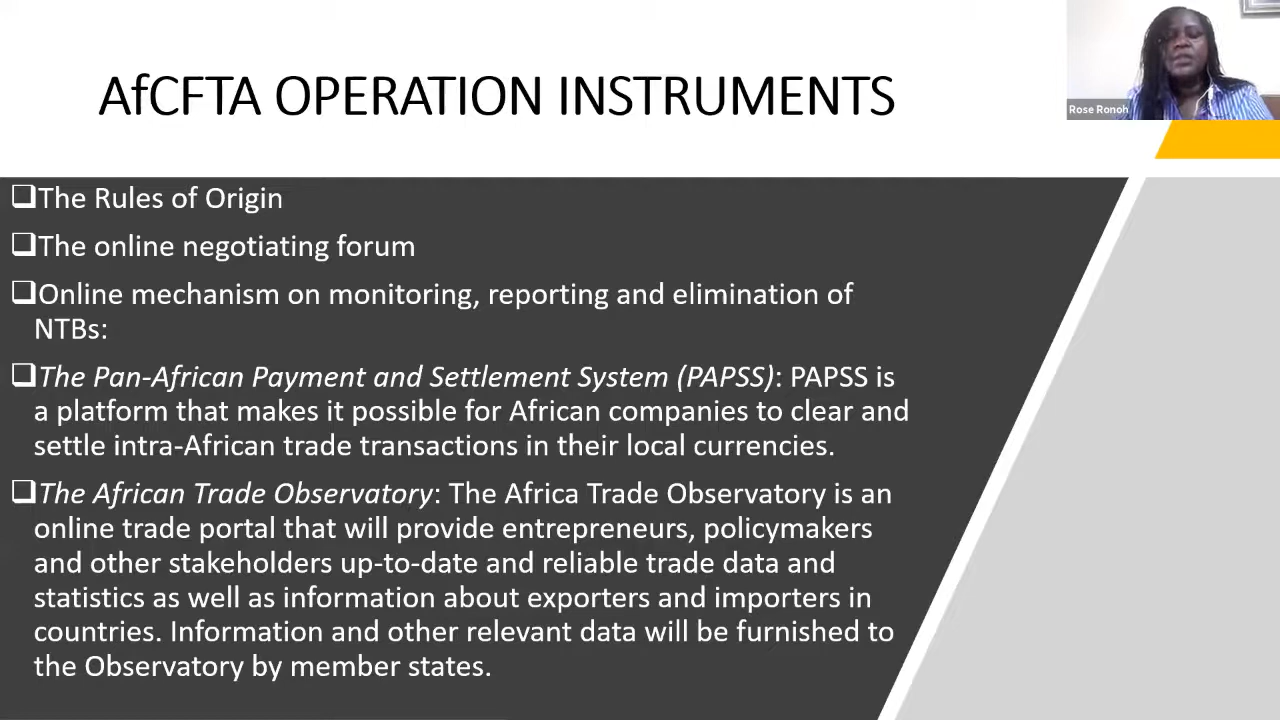 AfCFTA OPERATION INSTRUMENTS
Rose Ronoh
❑The Rules of Origin
❑The online negotiating forum
❑Online mechanism on monitoring, reporting and elimination of
NTBs:
❑The Pan-African Payment and Settlement System (PAPSS): PAPSS is
a platform that makes it possible for African companies to clear and
settle intra-African trade transactions in their local currencies.
❑The African Trade Observatory: The Africa Trade Observatory is an
online trade portal that will provide entrepreneurs, policymakers
and other stakeholders up-to-date and reliable trade data and
statistics as well as information about exporters and importers in
countries. Information and other relevant data will be furnished to
the Observatory by member states.